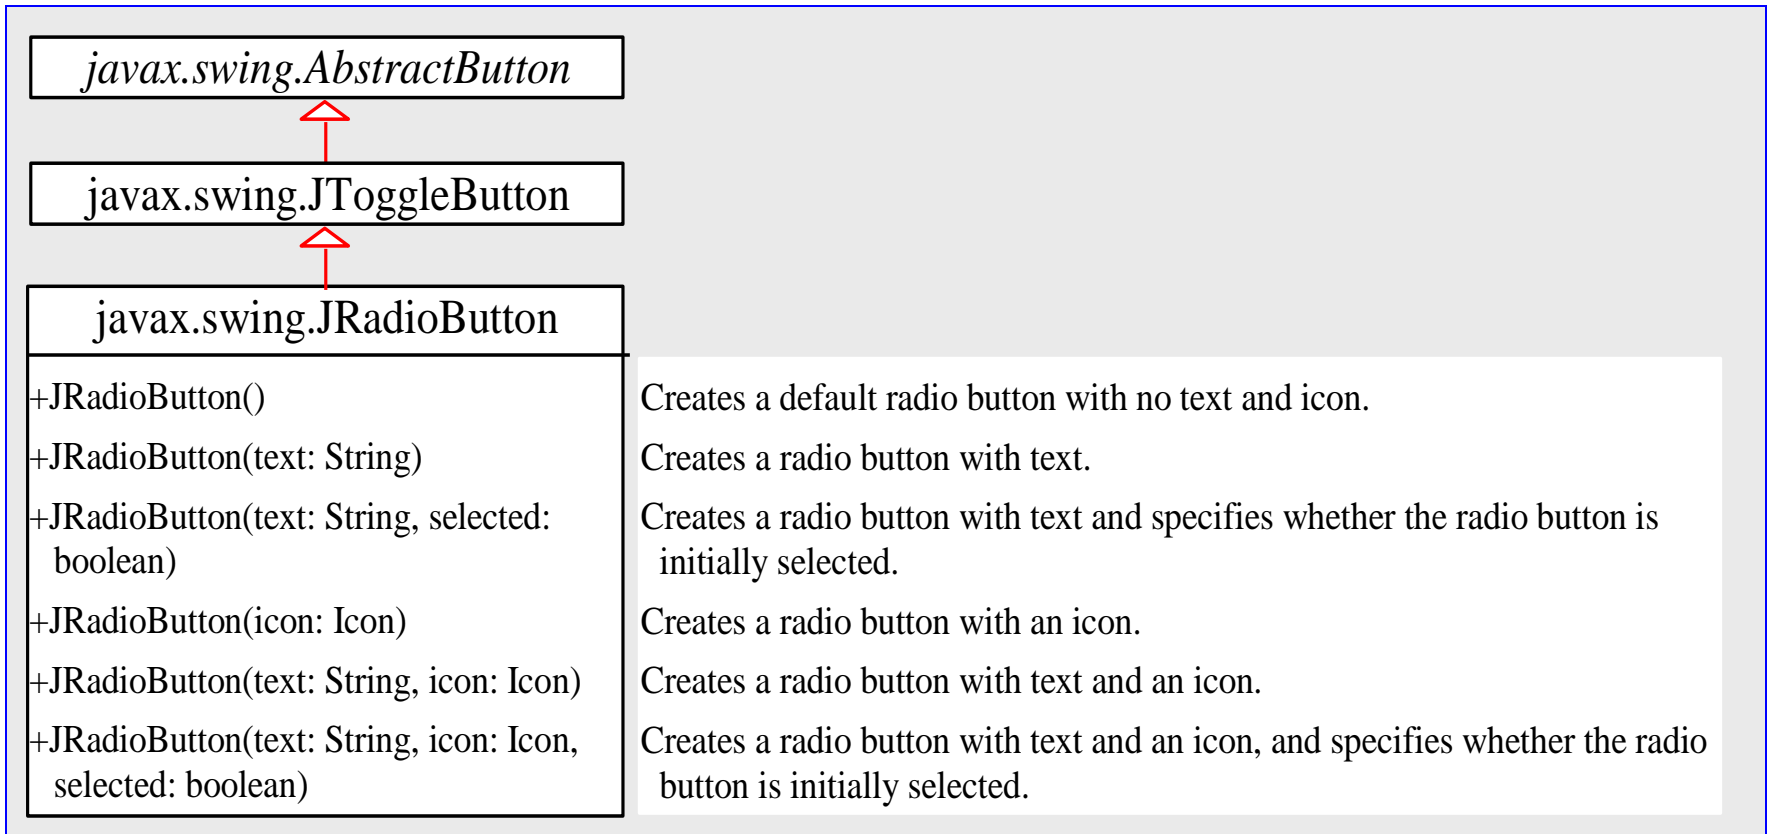 javax.swing.AbstractButton
javax.swing.JToggleButton
javax.swing.JRadioButton
+JRadioButton()
Creates a default radio button with no text and icon.
+JRadioButton(text: String)
Creates a radio button with text.
+JRadioButton(text: String, selected:
boolean)
Creates a radio button with text and specifies whether the radio button is
initially selected.
+JRadioButton(icon: Icon)
Creates a radio button with an icon.
+JRadioButton(text: String, icon: Icon)
Creates a radio button with text and an icon.
+JRadioButton(text: String, icon: Icon,
selected: boolean)
Creates a radio button with text and an icon, and specifies whether the radio
button is initially selected.